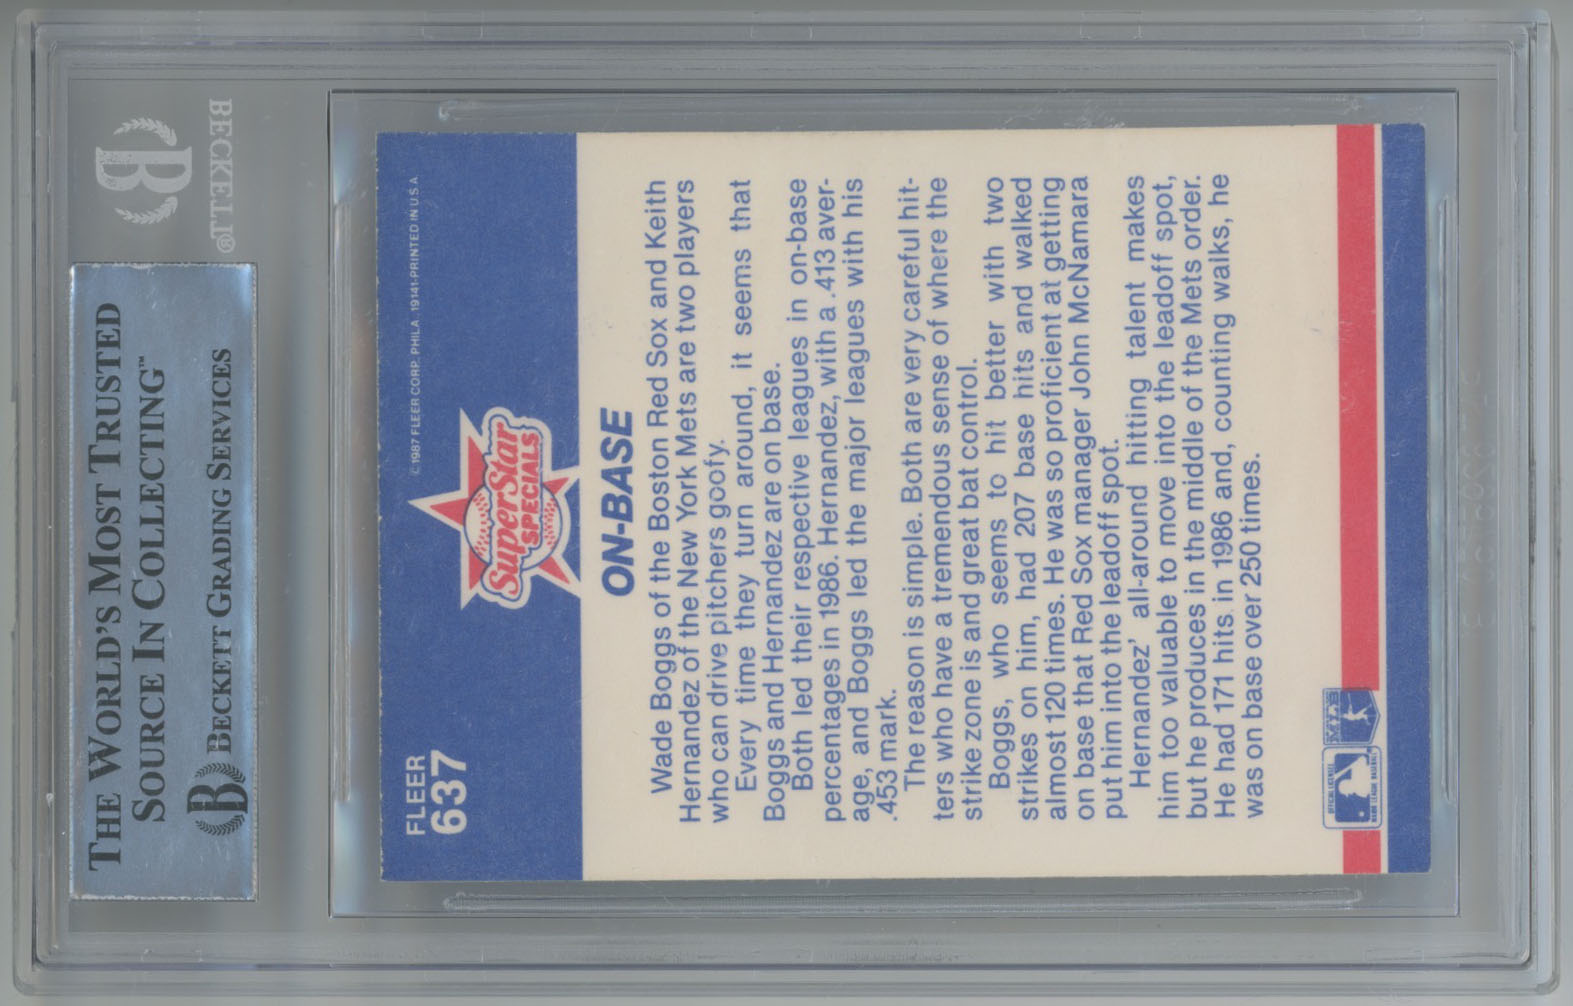 BECKETT®
B
THE WORLD'S MOST TRUSTED
SOURCE IN COLLECTING™
B BECKETT GRADING SERVICES
FLEER
637
©1987 FLEER CORP. PHILA. 19141-PRINTED IN U.S.A.
SuperStar
SPECIALS
ON-BASE
Wade Boggs of the Boston Red Sox and Keith
Hernandez of the New York Mets are two players
who can drive pitchers goofy.
Every time they turn around, it seems that
Boggs and Hernandez are on base.
Both led their respective leagues in on-base
percentages in 1986. Hernandez, with a .413 aver-
age, and Boggs led the major leagues with his
.453 mark.
The reason is simple. Both are very careful hit-
ters who have a tremendous sense of where the
strike zone is and great bat control.
Boggs, who seems to hit better with two
strikes on him, had 207 base hits and walked
almost 120 times. He was so proficient at getting
on base that Red Sox manager John McNamara
put him into the leadoff spot.
Hernandez' all-around hitting talent makes
him too valuable to move into the leadoff spot,
but he produces in the middle of the Mets order.
He had 171 hits in 1986 and, counting walks, he
was on base over 250 times.